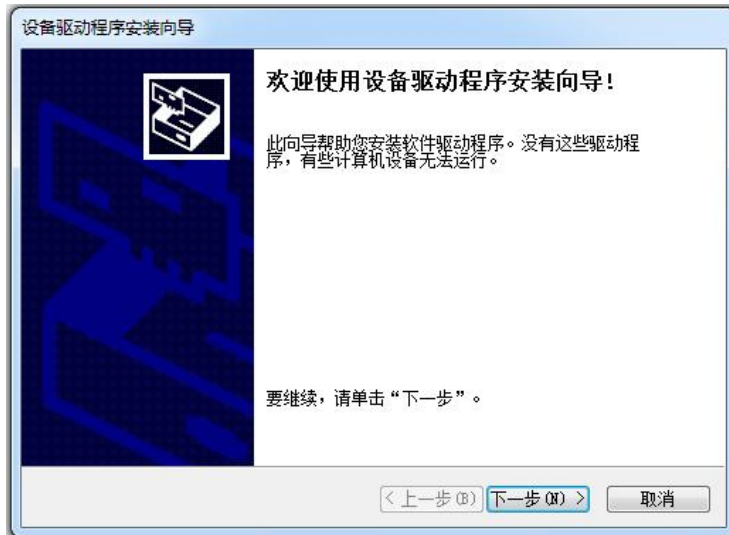 设备驱动程序安装向导
欢迎使用设备驱动程序安装向导！
此向导帮助您安装软件驱动程序。没有这些驱动程
序，有些计算机设备无法运行。
要继续，请单击“下一步”。
< 上一步(B) 下一步(N) > 取消